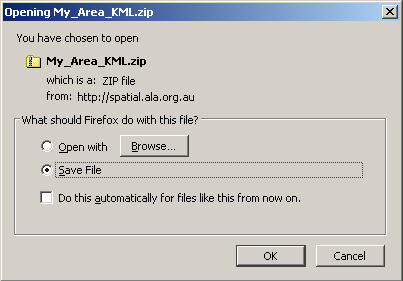 Opening My_Area_KML.zip
You have chosen to open
My_Area_KML.zip
which is a: ZIP file
from: http://spatial.ala.org.au
What should Firefox do with this file?
Open with Browse...
Save File
Do this automatically for files like this from now on.
OK Cancel